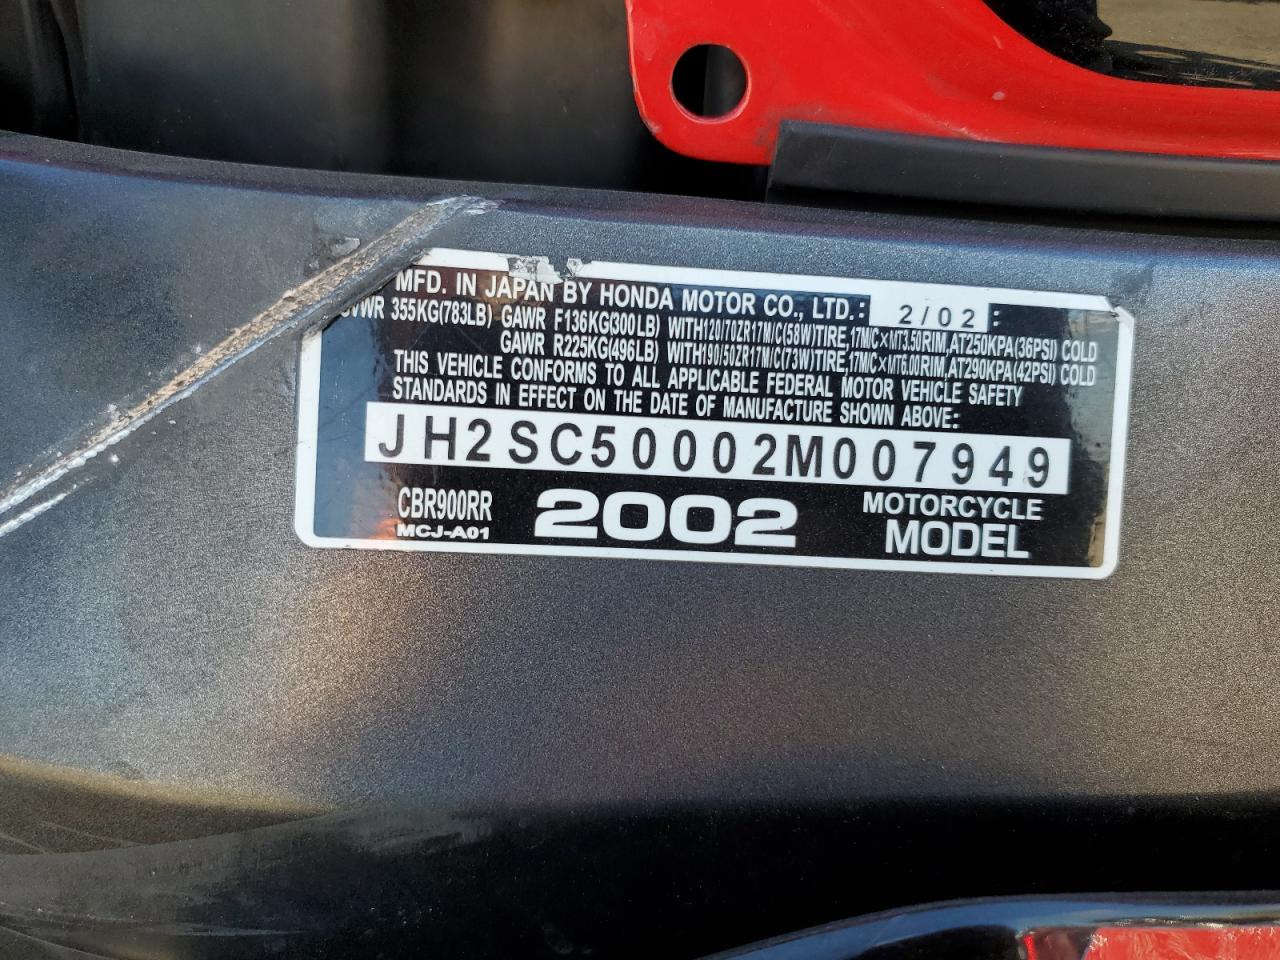 MFD. IN JAPAN BY HONDA MOTOR CO., LTD.: 2/02 :
GVWR 355KG(783LB) GAWR F136KG(300LB) WITH120/70ZR17M/C(58W)TIRE,17M/C×MT3.50RIM,AT250KPA(36PSI) COLD
GAWR R225KG(496LB) WITH190/50ZR17M/C(73W)TIRE,17M/C×MT6.00RIM,AT290KPA(42PSI) COLD
THIS VEHICLE CONFORMS TO ALL APPLICABLE FEDERAL MOTOR VEHICLE SAFETY
STANDARDS IN EFFECT ON THE DATE OF MANUFACTURE SHOWN ABOVE:
JH2SC50002M007949
CBR900RR 2002 MOTORCYCLE
MCJ-A01 MODEL